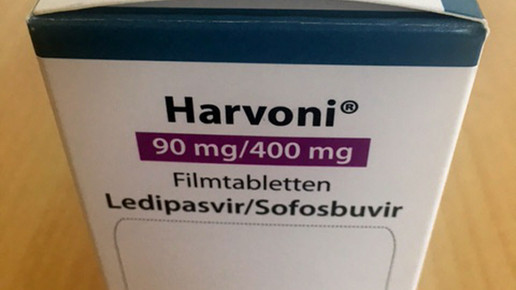 Harvoni®
90 mg/400 mg
Filmtabletten
Ledipasvir/Sofosbuvir